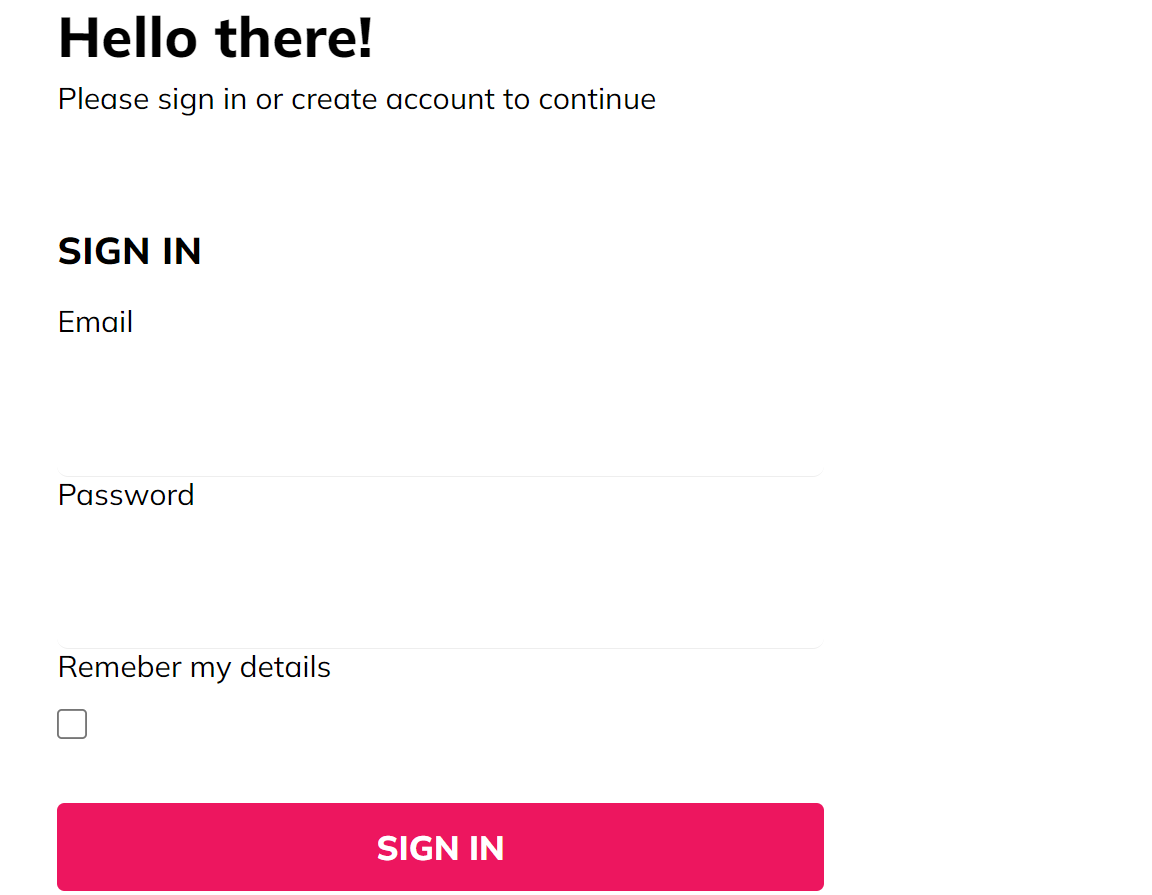 Hello there!
Please sign in or create account to continue
SIGN IN
Email
Password
Remeber my details
SIGN IN